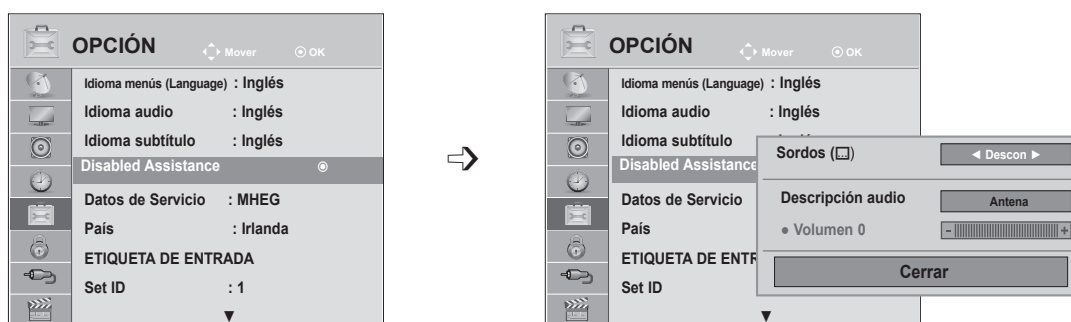 OPCIÓN Mover OK
Idioma menús (Language) : Inglés
Idioma audio : Inglés
Idioma subtítulo : Inglés
Disabled Assistance
Datos de Servicio : MHEG
País : Irlanda
ETIQUETA DE ENTRADA
Set ID : 1
OPCIÓN Mover OK
Idioma menús (Language) : Inglés
Idioma audio : Inglés
Idioma subtítulo
Disabled Assistance
Datos de Servicio
País
ETIQUETA DE ENTR
Set ID
Sordos ( ) ◄ Descon ►
Descripción audio Antena
● Volumen 0 - +
Cerrar